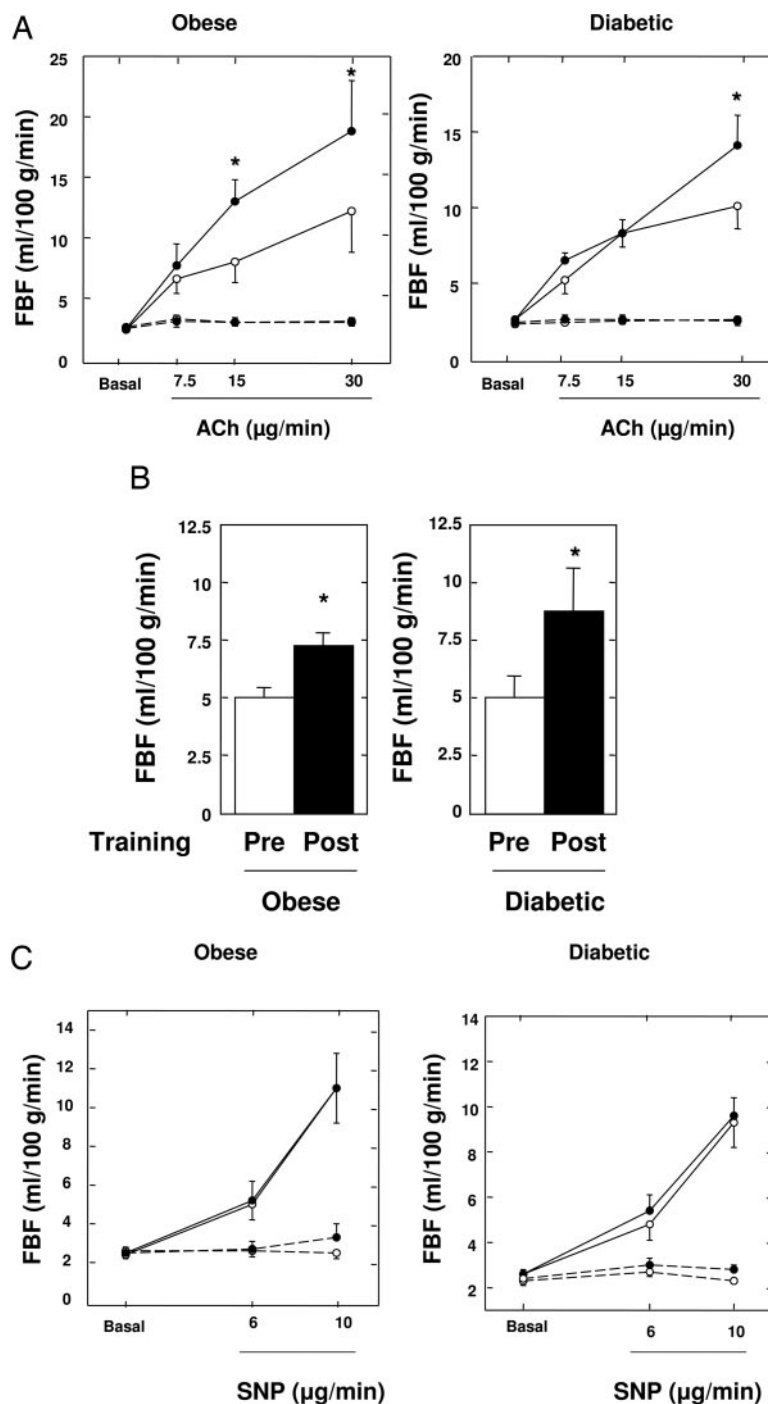 A
Obese
Diabetic
FBF (ml/100 g/min)
25
20
15
10
5
0
Basal
7.5
15
30
*
*
ACh (µg/min)
FBF (ml/100 g/min)
20
15
10
5
0
Basal
7.5
15
30
*
ACh (µg/min)
B
FBF (ml/100 g/min)
12.5
10
7.5
5
2.5
0
*
FBF (ml/100 g/min)
12.5
10
7.5
5
2.5
0
*
Training Pre Post Pre Post
Obese Diabetic
C
Obese
Diabetic
FBF (ml/100 g/min)
14
12
10
8
6
4
2
0
Basal
6
10
SNP (µg/min)
FBF (ml/100 g/min)
14
12
10
8
6
4
2
Basal
6
10
SNP (µg/min)